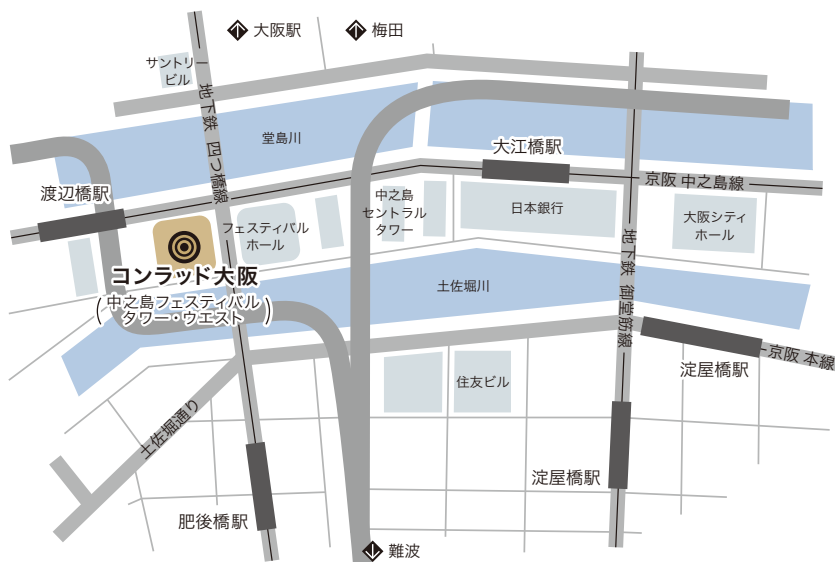 大阪駅
梅田
サントリー
ビル
地下鉄 四つ橋線
堂島川
大江橋駅
京阪 中之島線
渡辺橋駅
中之島
セントラル
タワー
日本銀行
大阪シティ
ホール
フェスティバル
ホール
コンラッド大阪
(中之島フェスティバル
タワー・ウエスト)
地下鉄 御堂筋線
土佐堀川
京阪 本線
淀屋橋駅
住友ビル
土佐堀通り
淀屋橋駅
肥後橋駅
難波